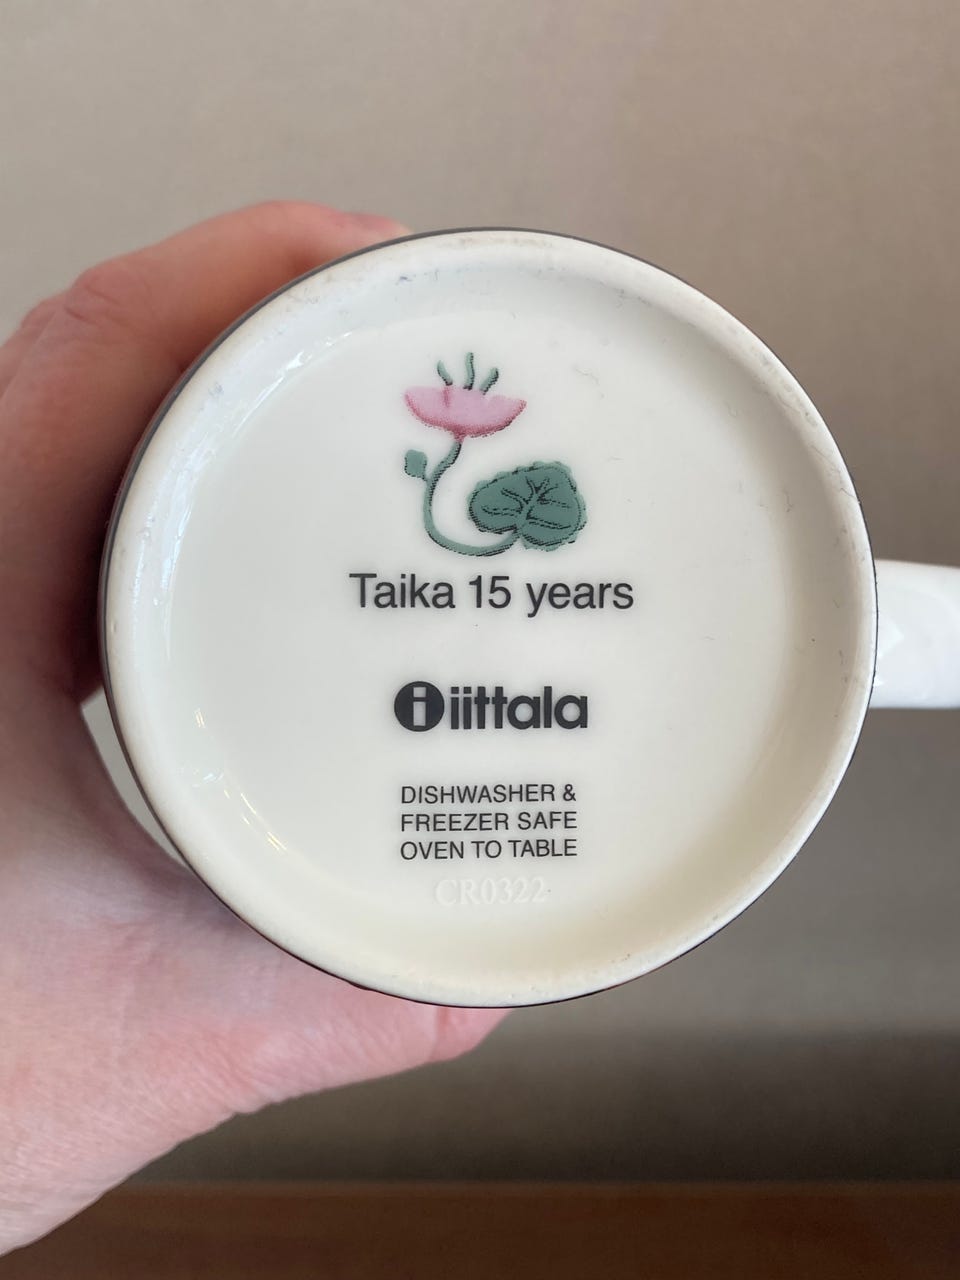 Taika 15 years
iittala
DISHWASHER &
FREEZER SAFE
OVEN TO TABLE
CR0322